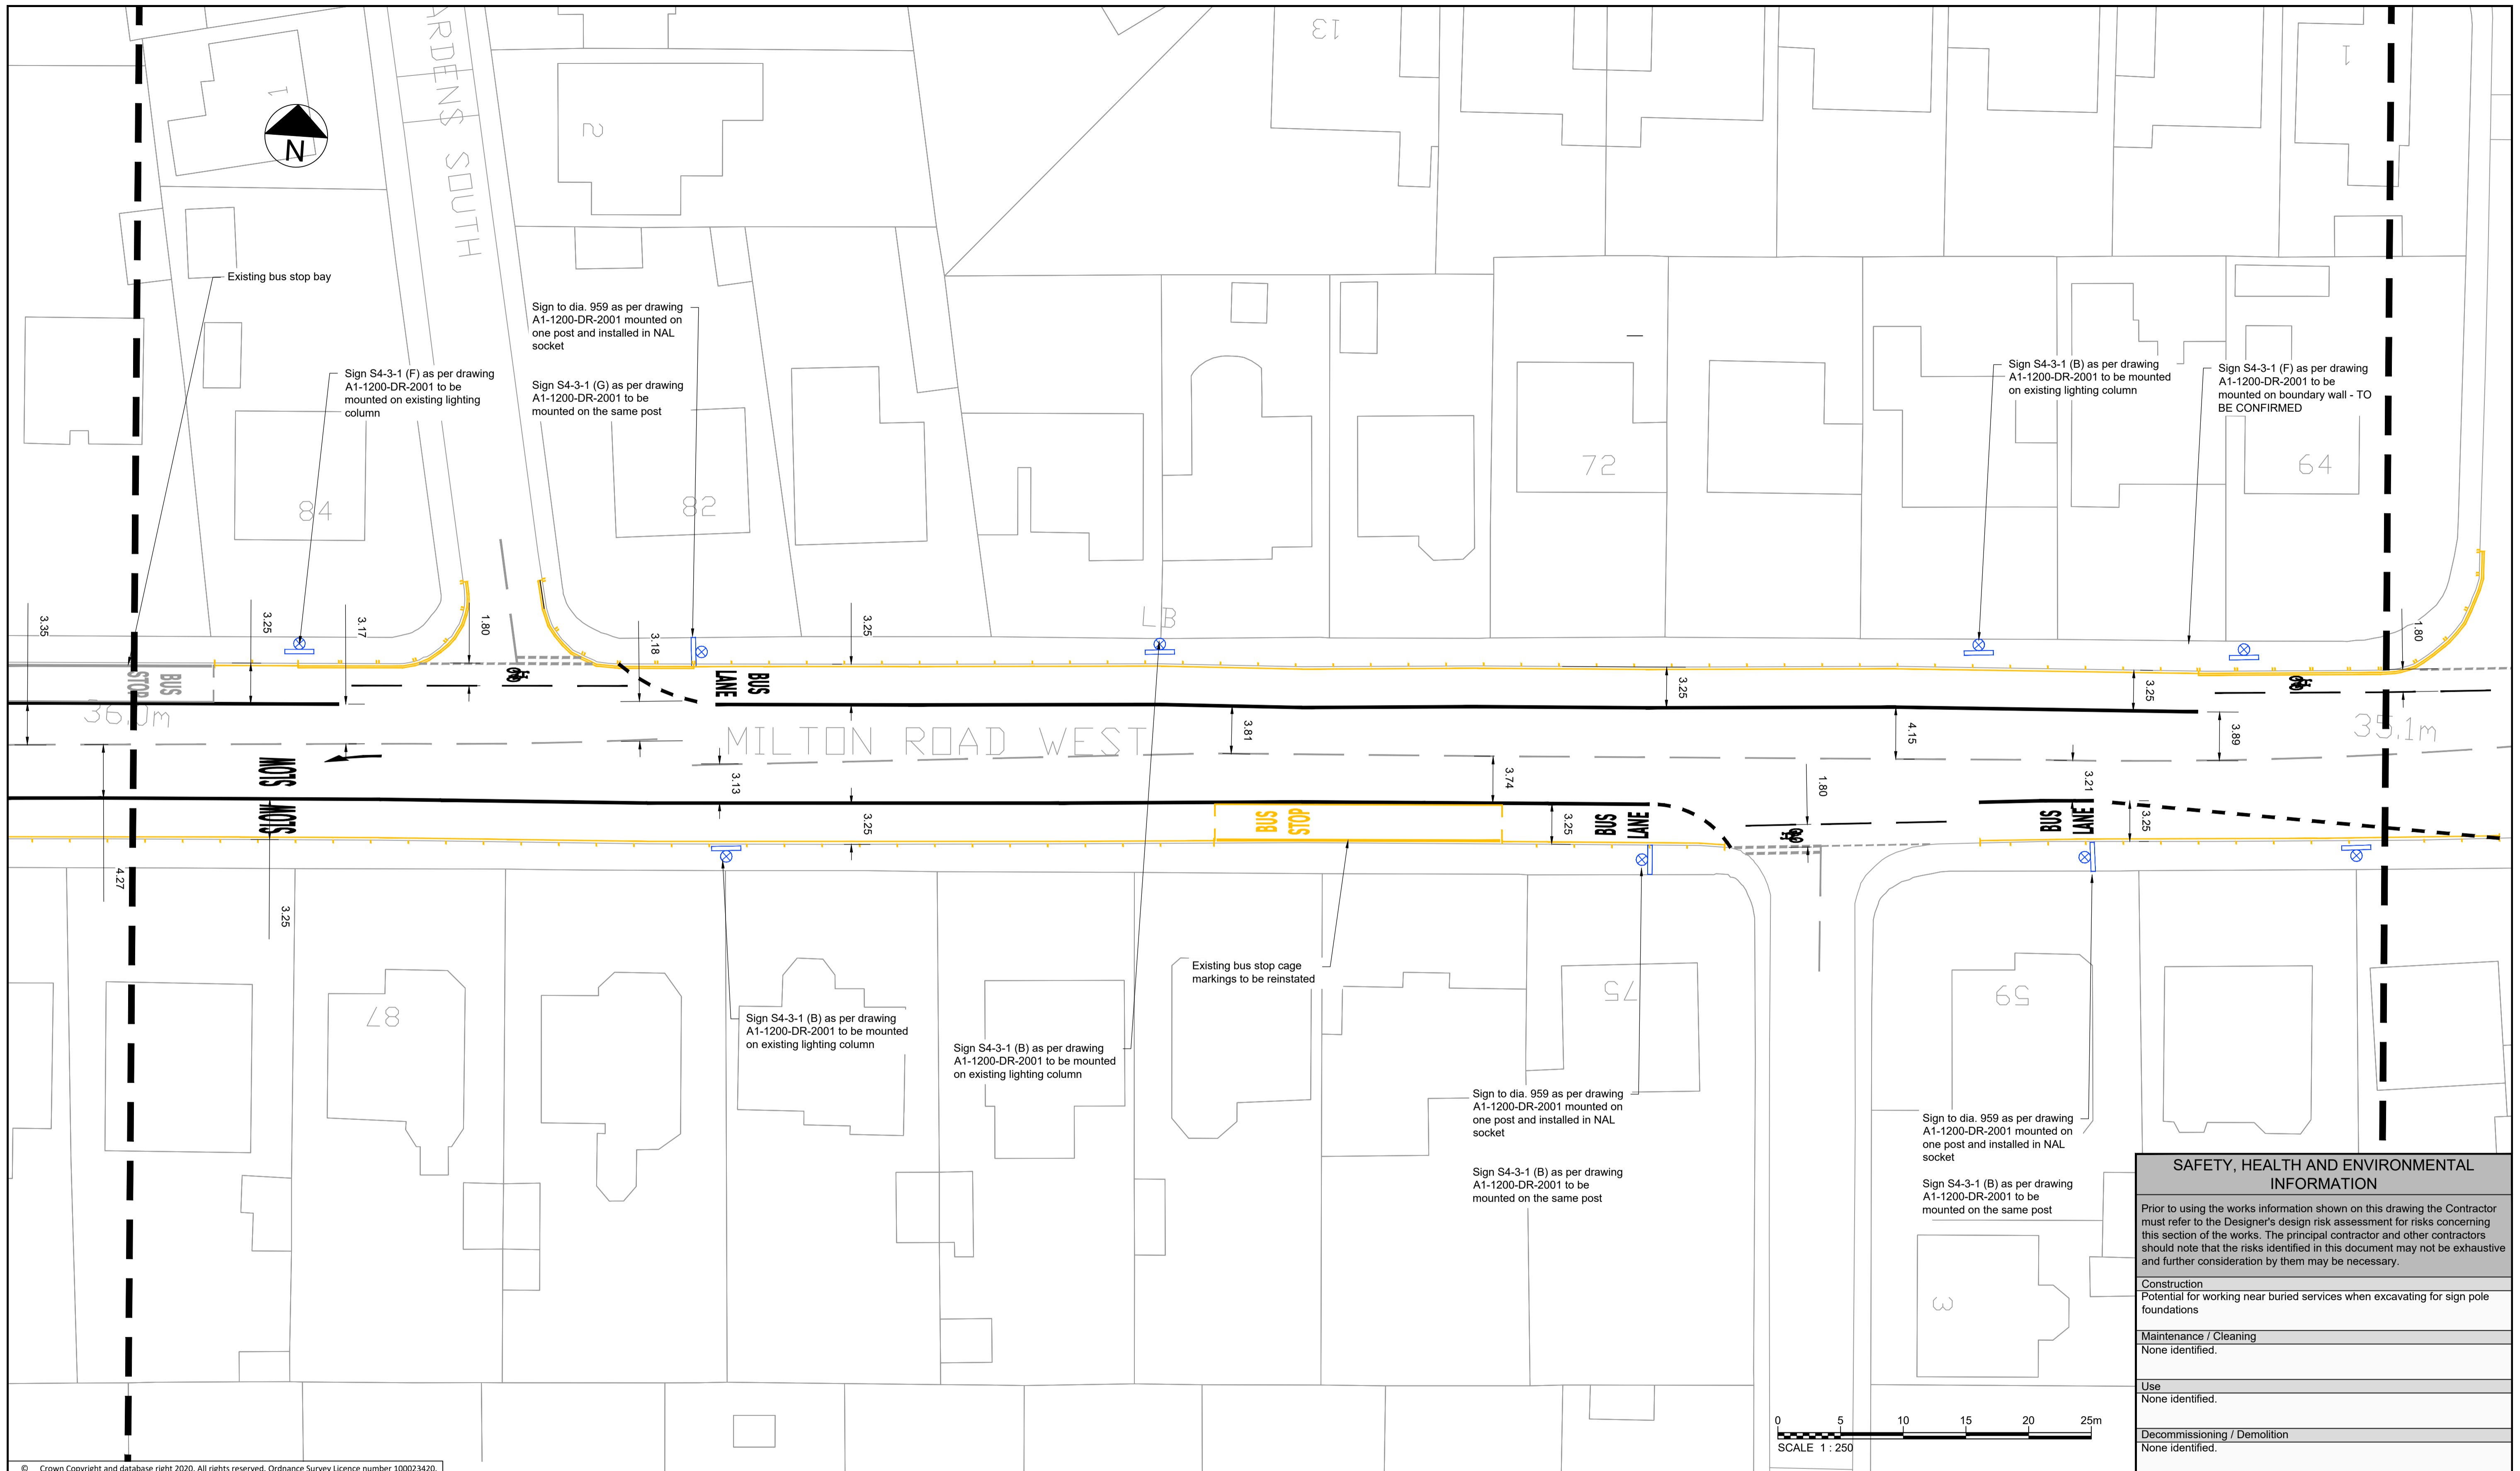 13
1
1
2
RDENS SOUTH
N
Existing bus stop bay
Sign to dia. 959 as per drawing
A1-1200-DR-2001 mounted on
one post and installed in NAL
socket
Sign S4-3-1 (G) as per drawing
A1-1200-DR-2001 to be
mounted on the same post
Sign S4-3-1 (F) as per drawing
A1-1200-DR-2001 to be
mounted on existing lighting
column
Sign S4-3-1 (B) as per drawing
A1-1200-DR-2001 to be mounted
on existing lighting column
Sign S4-3-1 (F) as per drawing
A1-1200-DR-2001 to be
mounted on boundary wall - TO
BE CONFIRMED
84
82
72
64
LB
3.35
3.25
3.17
1.80
3.18
3.25
3.25
3.25
1.80
BUS
STOP
BUS
LANE
36.0m
MILTON ROAD WEST
35.1m
3.81
4.15
3.89
SLOW
SLOW
3.13
3.74
1.80
3.21
4.27
3.25
3.25
BUS
STOP
3.25
BUS
LANE
BUS
LANE
3.25
Existing bus stop cage
markings to be reinstated
87
75
59
3
Sign S4-3-1 (B) as per drawing
A1-1200-DR-2001 to be mounted
on existing lighting column
Sign S4-3-1 (B) as per drawing
A1-1200-DR-2001 to be mounted
on existing lighting column
Sign to dia. 959 as per drawing
A1-1200-DR-2001 mounted on
one post and installed in NAL
socket
Sign S4-3-1 (B) as per drawing
A1-1200-DR-2001 to be
mounted on the same post
Sign to dia. 959 as per drawing
A1-1200-DR-2001 mounted on
one post and installed in NAL
socket
Sign S4-3-1 (B) as per drawing
A1-1200-DR-2001 to be
mounted on the same post
SAFETY, HEALTH AND ENVIRONMENTAL
INFORMATION
Prior to using the works information shown on this drawing the Contractor
must refer to the Designer's design risk assessment for risks concerning
this section of the works. The principal contractor and other contractors
should note that the risks identified in this document may not be exhaustive
and further consideration by them may be necessary.
Construction
Potential for working near buried services when excavating for sign pole
foundations
Maintenance / Cleaning
None identified.
Use
None identified.
Decommissioning / Demolition
None identified.
0 5 10 15 20 25m
SCALE 1 : 250
© Crown Copyright and database right 2020. All rights reserved. Ordnance Survey Licence number 100023420.